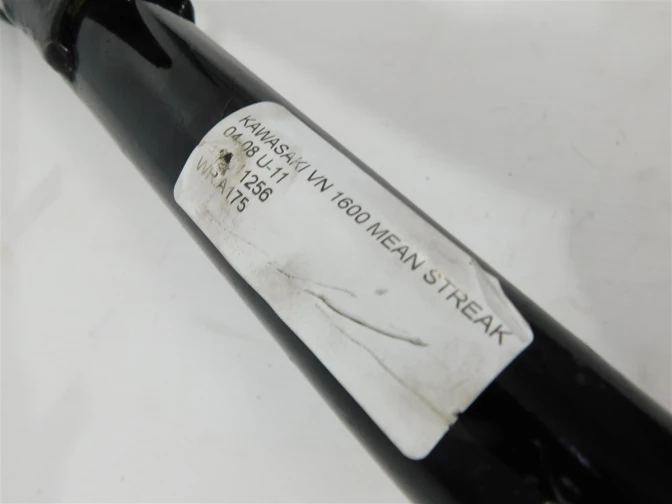 KAWASAKI VN 1600 MEAN STREAK
04-08 U-11
1256
WRA175